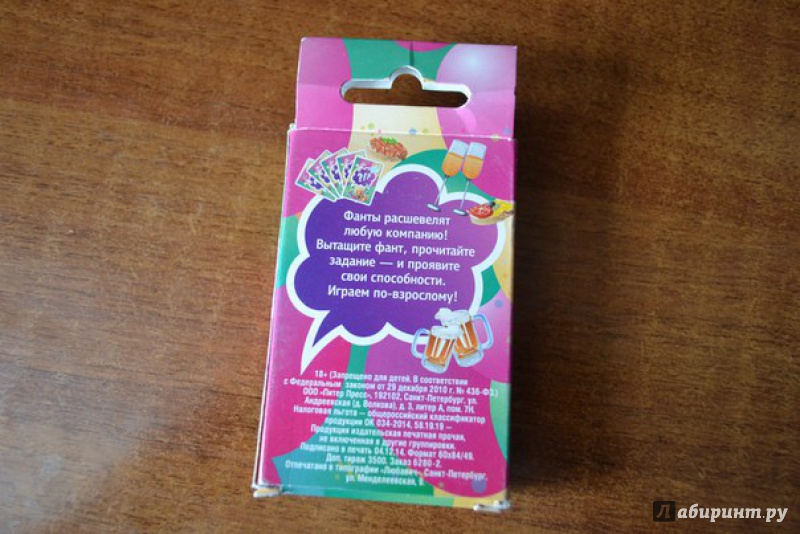 Фанты расшевелят
любую компанию!
Вытащите фант, прочитайте
задание — и проявите
свои способности.
Играем по-взрослому!
18+ (Запрещено для детей. В соответствии
с Федеральным законом от 29 декабря 2010 г. № 436-ФЗ.)
ООО «Питер Пресс», 192102, Санкт-Петербург, ул.
Андреевская (д. Волкова), д. 3, литер А, пом. 7Н.
Налоговая льгота — общероссийский классификатор
продукции ОК 034-2014, 58.19.19 —
Продукция издательская печатная прочая,
не включенная в другие группировки.
Подписано в печать 04.12.14. Формат 60х84/49.
Доп. тираж 3500. Заказ 6280-2.
Отпечатано в типографии «Любавич», Санкт-Петербург,
ул. Менделеевская, 9.
Лабиринт.ру